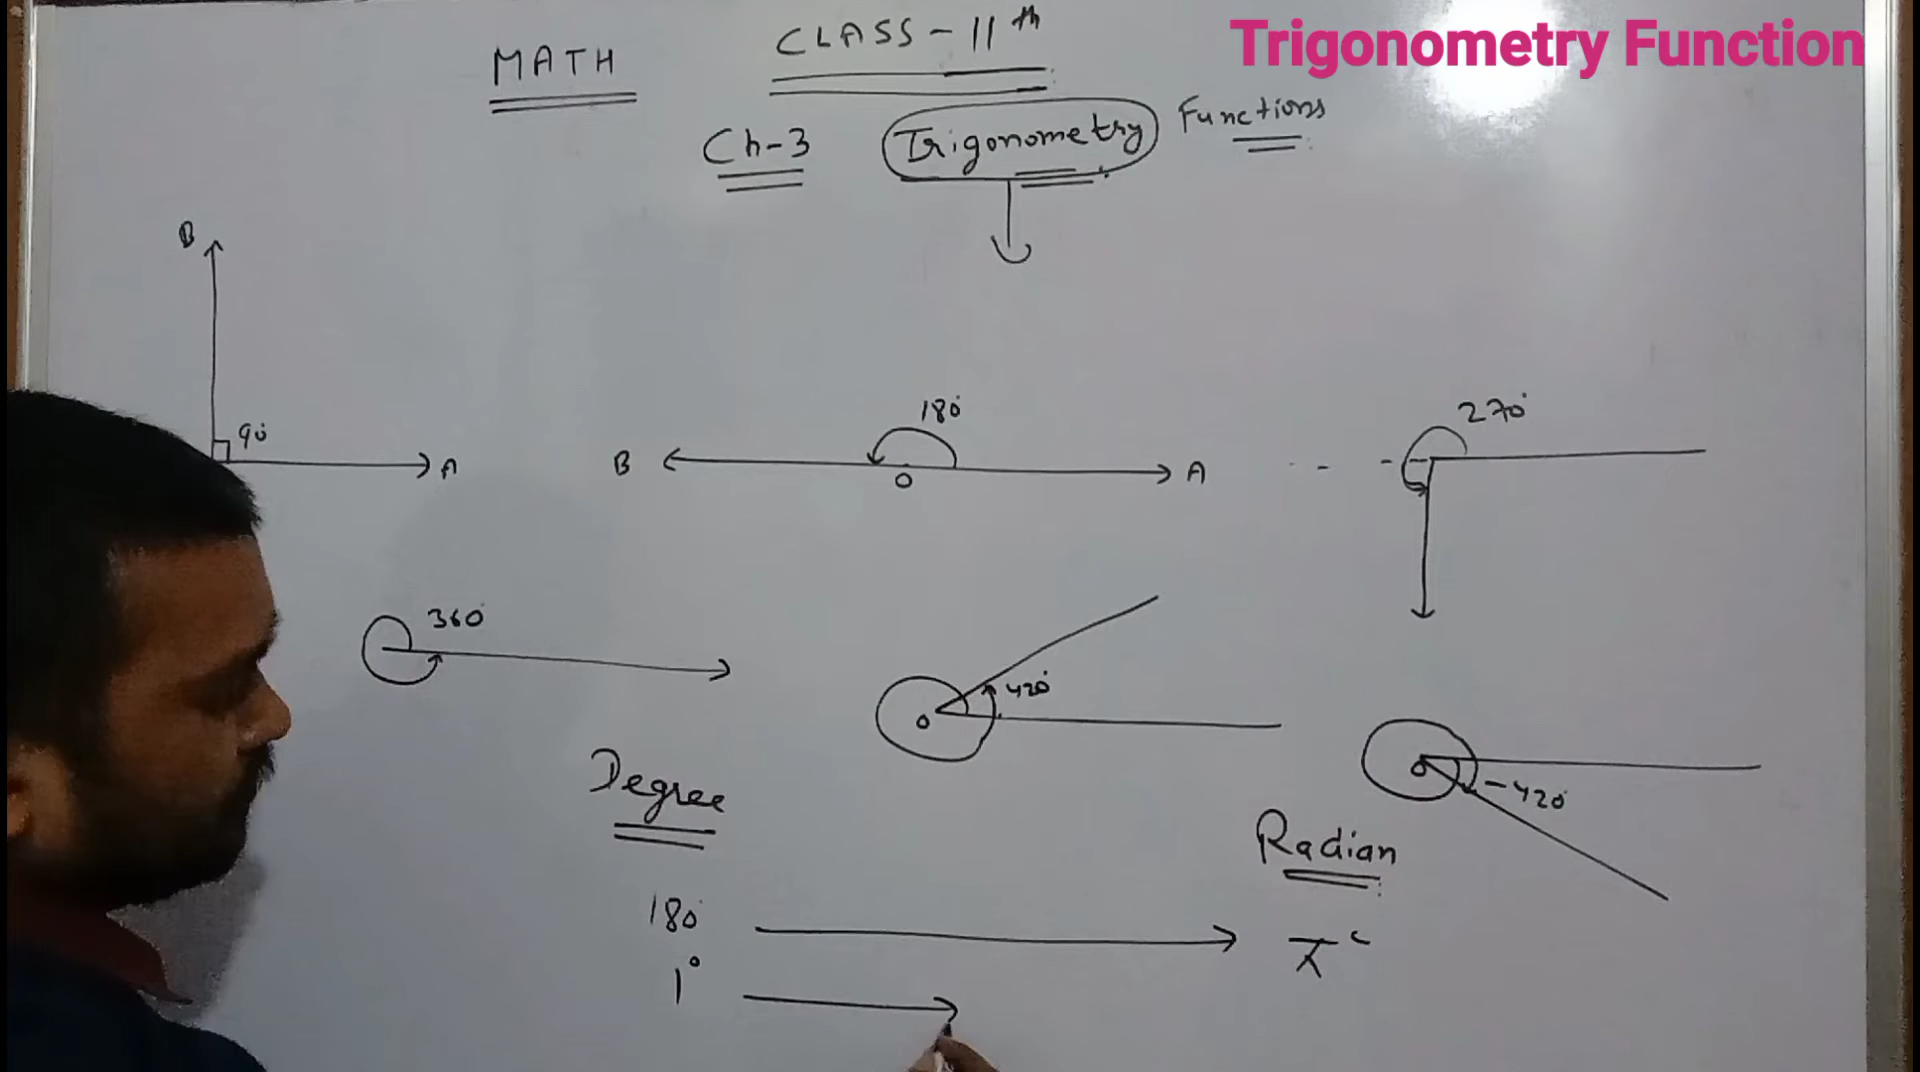 Trigonometry Function
MATH CLASS-11th
Ch-3 Trigonometry Functions
B
90°
A
180°
B
O
A
270°
360°
420°
O
-420°
O
Degree
Radian
180° πᶜ
1°